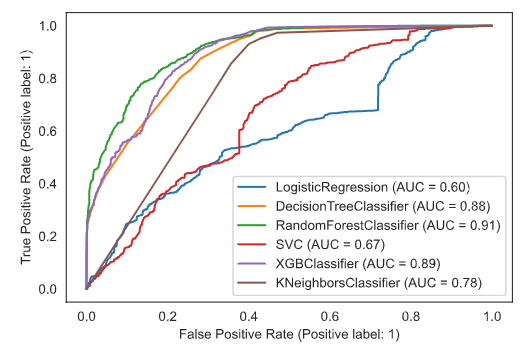 True Positive Rate (Positive label: 1)
1.0
0.8
0.6
0.4
0.2
0.0
LogisticRegression (AUC = 0.60)
DecisionTreeClassifier (AUC = 0.88)
RandomForestClassifier (AUC = 0.91)
SVC (AUC = 0.67)
XGBClassifier (AUC = 0.89)
KNeighborsClassifier (AUC = 0.78)
0.0 0.2 0.4 0.6 0.8 1.0
False Positive Rate (Positive label: 1)